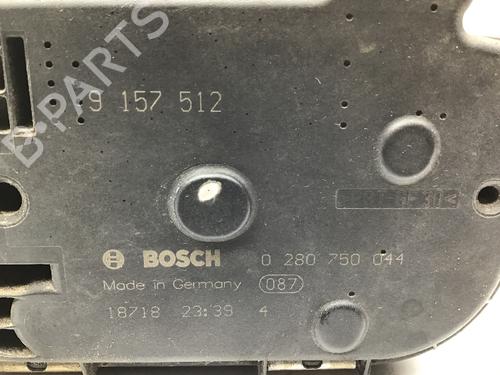 B-PARTS
9 157 512
BOSCH 0 280 750 044
Made in Germany 087
18718 23:39 4